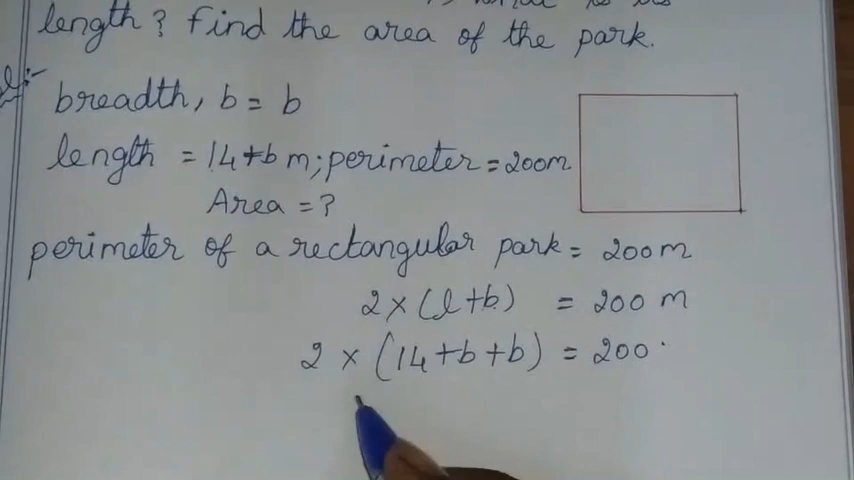 length? Find the area of the park.
breadth, b = b
length = 14+b m; perimeter = 200m
Area = ?
perimeter of a rectangular park = 200m
2 × (l+b) = 200 m
2 × (14+b+b) = 200